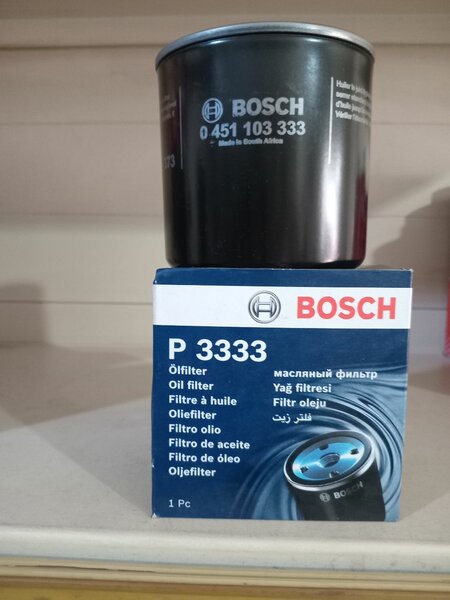 BOSCH
0 451 103 333
Made in South Africa
BOSCH
P 3333
Ölfilter
Oil filter
Filtre à huile
Oliefilter
Filtro olio
Filtro de aceite
Filtro de óleo
Oljefilter
масляный фильтр
Yağ filtresi
Filtr oleju
فلتر زيت
BOSCH
1 Pc